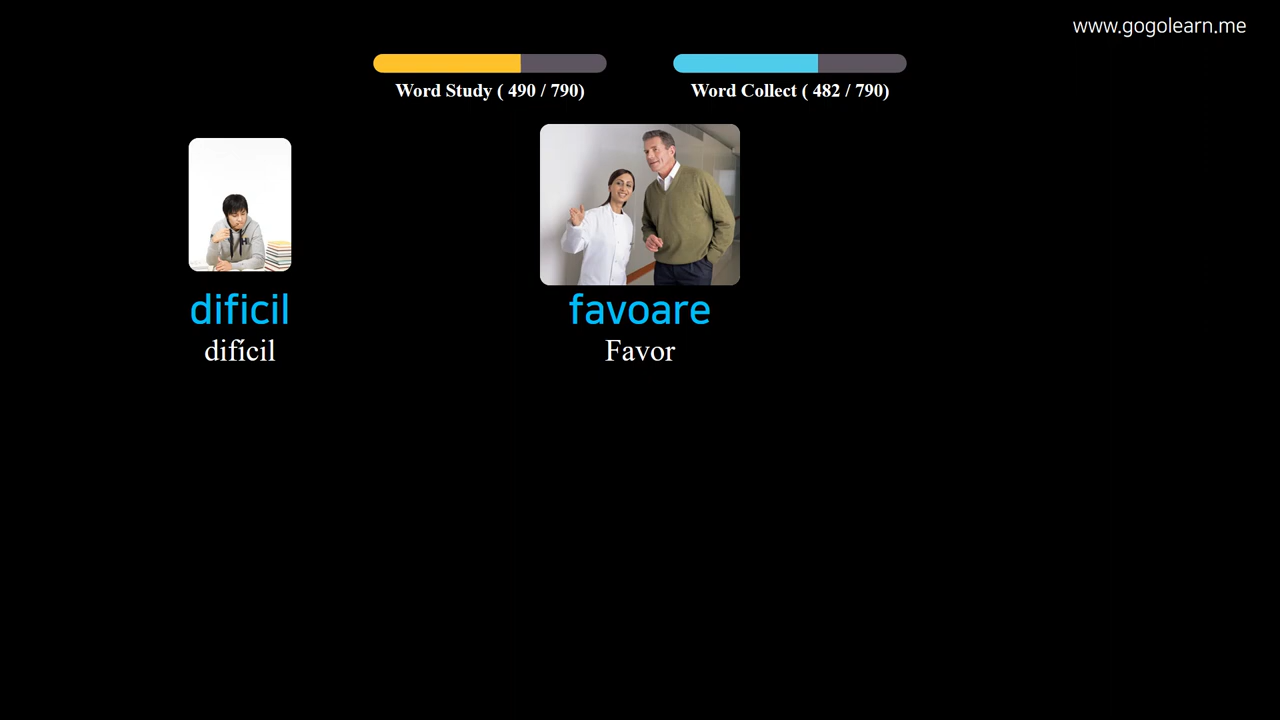 www.gogolearn.me
Word Study ( 490 / 790)
Word Collect ( 482 / 790)
dificil
difícil
favoare
Favor